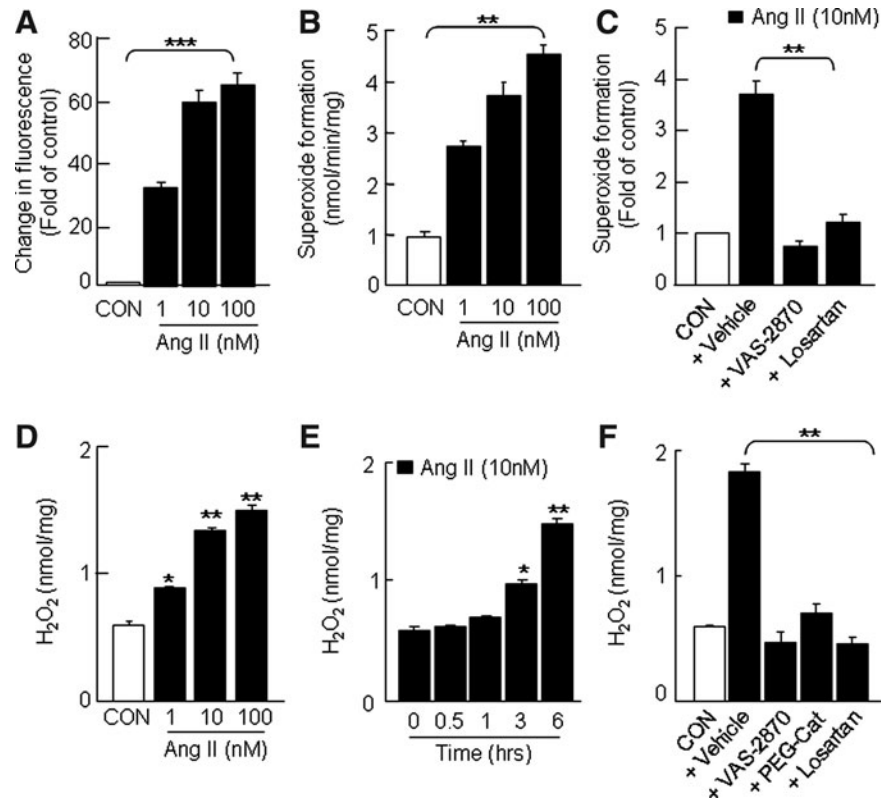 A
Change in fluorescence
(Fold of control)
80
60
40
20
0
***
CON
1 10 100
Ang II (nM)
B
Superoxide formation
(nmol/min/mg)
5
4
3
2
1
0
**
CON
1 10 100
Ang II (nM)
C
Ang II (10nM)
Superoxide formation
(Fold of control)
5
4
3
2
1
0
**
CON
+ Vehicle
+ VAS-2870
+ Losartan
D
H2O2 (nmol/mg)
2
1
0
*
**
**
CON
1 10 100
Ang II (nM)
E
Ang II (10nM)
H2O2 (nmol/mg)
2
1
0
*
**
0 0.5 1 3 6
Time (hrs)
F
H2O2 (nmol/mg)
2
1
0
**
CON
+ Vehicle
+ VAS-2870
+ PEG-Cat
+ Losartan